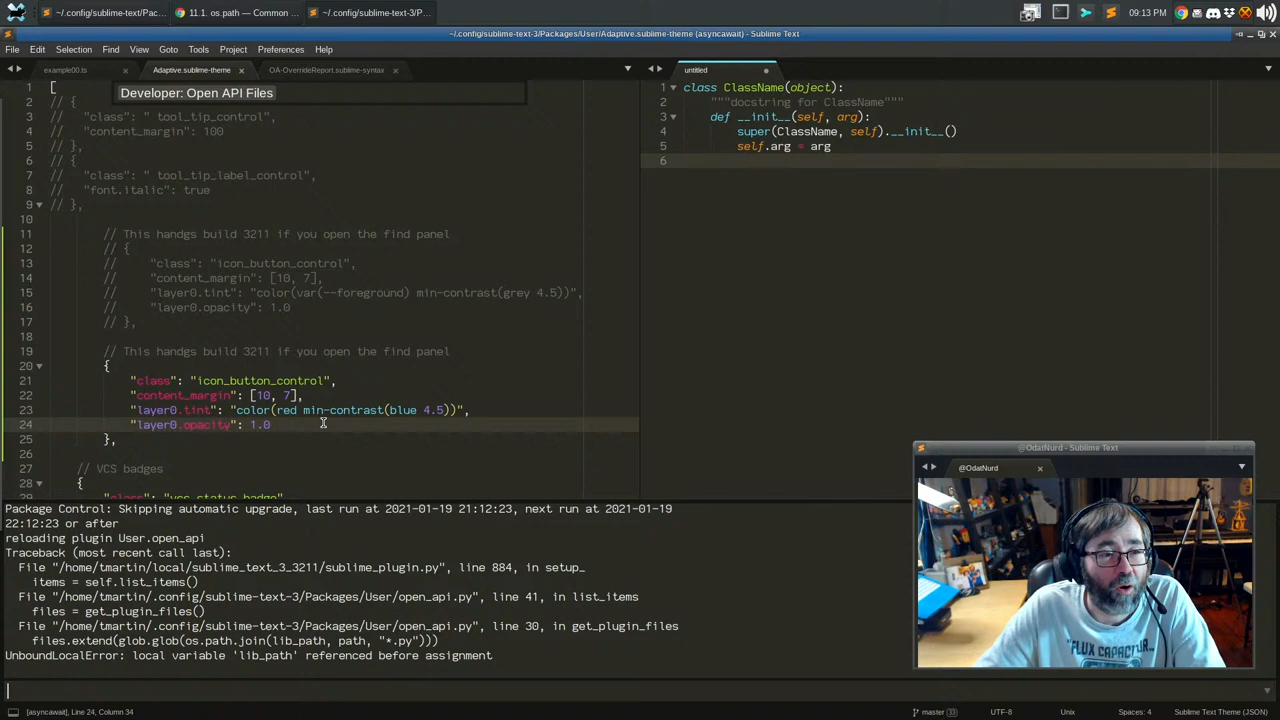 ~/.config/sublime-text/Pac...
11.1. os.path — Common ...
~/.config/sublime-text-3/P...
09:13 PM
~/.config/sublime-text-3/Packages/User/Adaptive.sublime-theme (asyncawait) - Sublime Text
File Edit Selection Find View Goto Tools Project Preferences Help
example00.ts
Adaptive.sublime-theme
OA-OverrideReport.sublime-syntax
untitled
Developer: Open API Files
1 [
2 // {
3 // "class": " tool_tip_control",
4 // "content_margin": 100
5 // },
6 // {
7 // "class": " tool_tip_label_control",
8 // "font.italic": true
9 // },
10
11 // This handgs build 3211 if you open the find panel
12 // {
13 // "class": "icon_button_control",
14 // "content_margin": [10, 7],
15 // "layer0.tint": "color(var(--foreground) min-contrast(grey 4.5))",
16 // "layer0.opacity": 1.0
17 // },
18
19 // This handgs build 3211 if you open the find panel
20 {
21 "class": "icon_button_control",
22 "content_margin": [10, 7],
23 "layer0.tint": "color(red min-contrast(blue 4.5))",
24 "layer0.opacity": 1.0
25 },
26
27 // VCS badges
28 {
29 "class": "vcs_status_badge"
1 class ClassName(object):
2 """docstring for ClassName"""
3 def __init__(self, arg):
4 super(ClassName, self).__init__()
5 self.arg = arg
6
Package Control: Skipping automatic upgrade, last run at 2021-01-19 21:12:23, next run at 2021-01-19
22:12:23 or after
reloading plugin User.open_api
Traceback (most recent call last):
File "/home/tmartin/local/sublime_text_3_3211/sublime_plugin.py", line 884, in setup_
items = self.list_items()
File "/home/tmartin/.config/sublime-text-3/Packages/User/open_api.py", line 41, in list_items
files = get_plugin_files()
File "/home/tmartin/.config/sublime-text-3/Packages/User/open_api.py", line 30, in get_plugin_files
files.extend(glob.glob(os.path.join(lib_path, path, "*.py")))
UnboundLocalError: local variable 'lib_path' referenced before assignment
@OdatNurd - Sublime Text
@OdatNurd
"FLUX CAPACITOR...
[asyncawait] Line 24, Column 34
master 33
UTF-8
Unix
Spaces: 4
Sublime Text Theme (JSON)